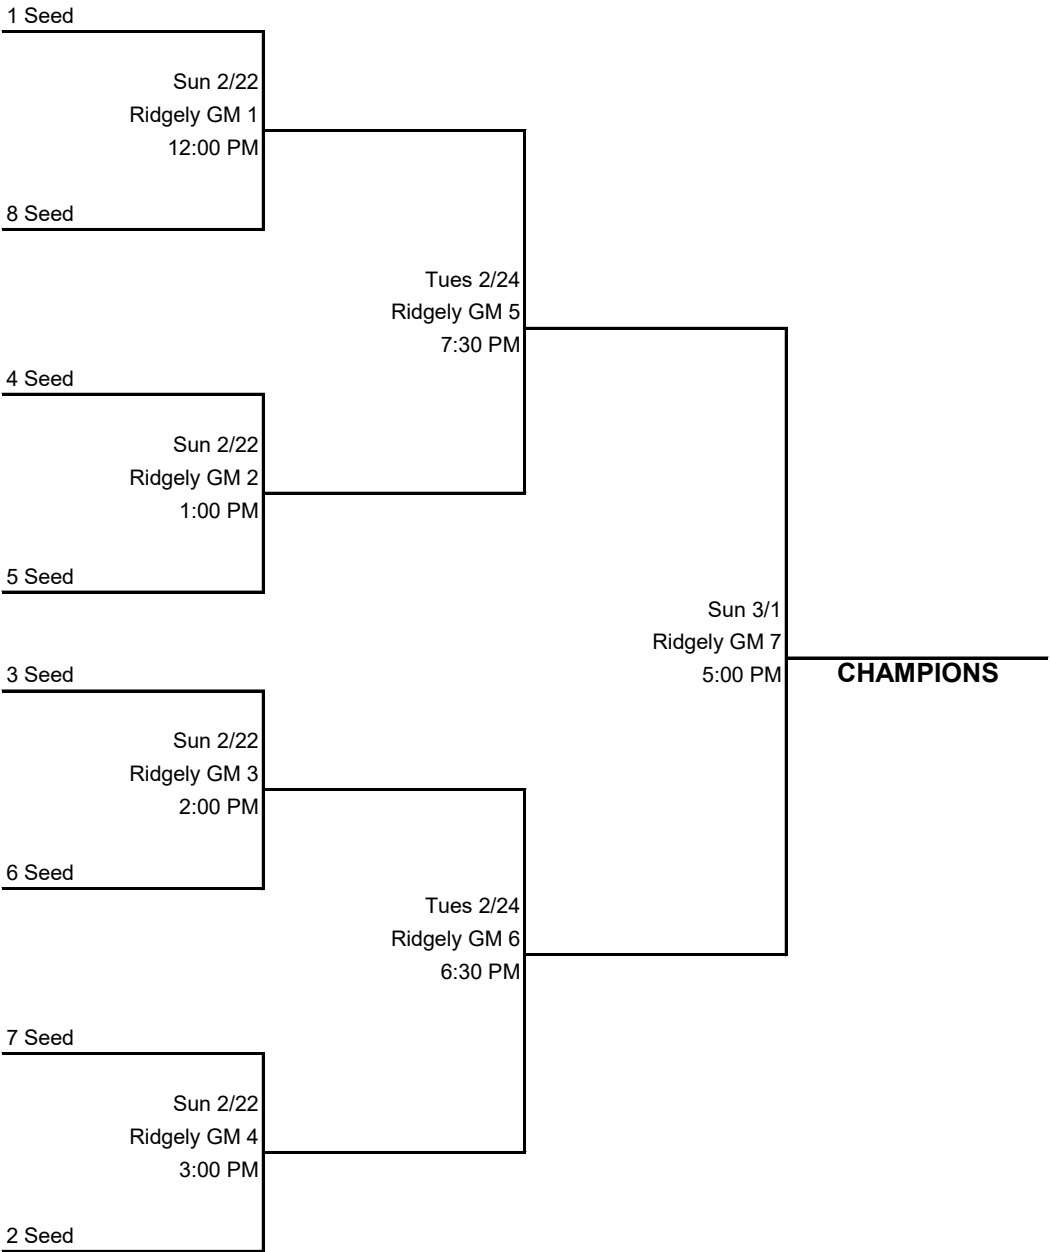 1 Seed
Sun 2/22
Ridgely GM 1
12:00 PM
8 Seed
Tues 2/24
Ridgely GM 5
7:30 PM
4 Seed
Sun 2/22
Ridgely GM 2
1:00 PM
5 Seed
Sun 3/1
Ridgely GM 7
5:00 PM
CHAMPIONS
3 Seed
Sun 2/22
Ridgely GM 3
2:00 PM
6 Seed
Tues 2/24
Ridgely GM 6
6:30 PM
7 Seed
Sun 2/22
Ridgely GM 4
3:00 PM
2 Seed